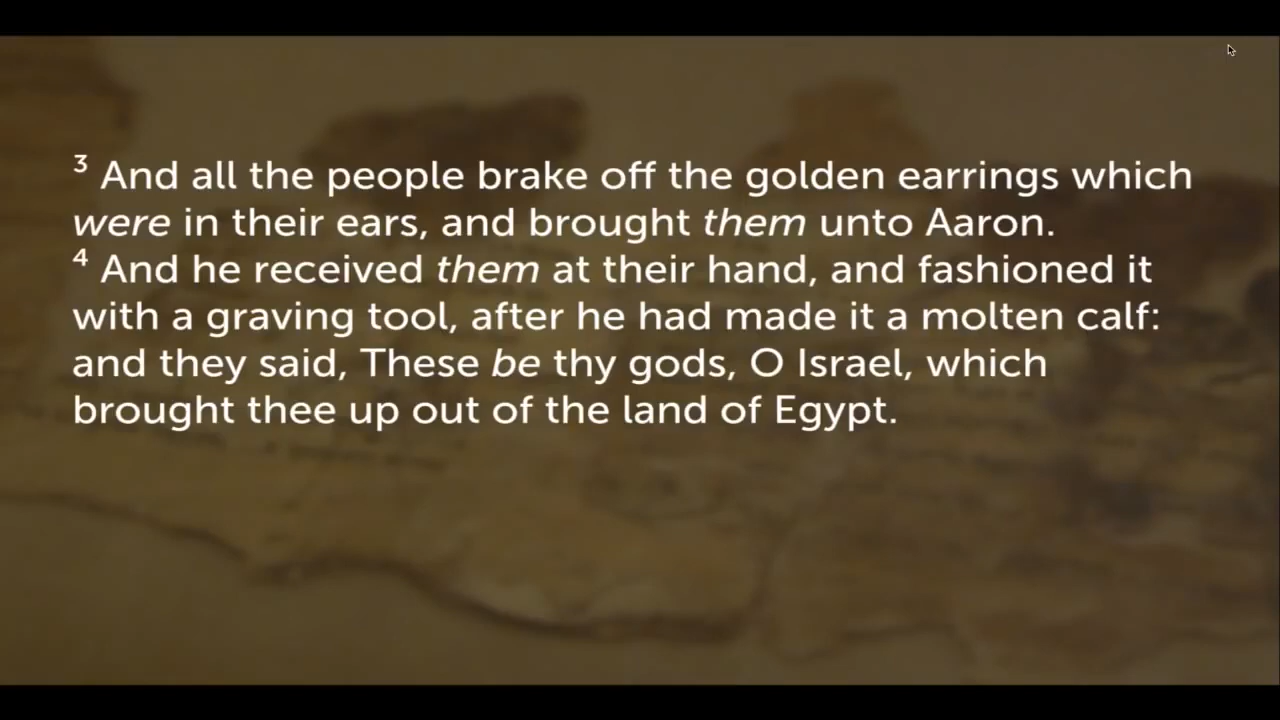 3 And all the people brake off the golden earrings which
were in their ears, and brought them unto Aaron.
4 And he received them at their hand, and fashioned it
with a graving tool, after he had made it a molten calf:
and they said, These be thy gods, O Israel, which
brought thee up out of the land of Egypt.